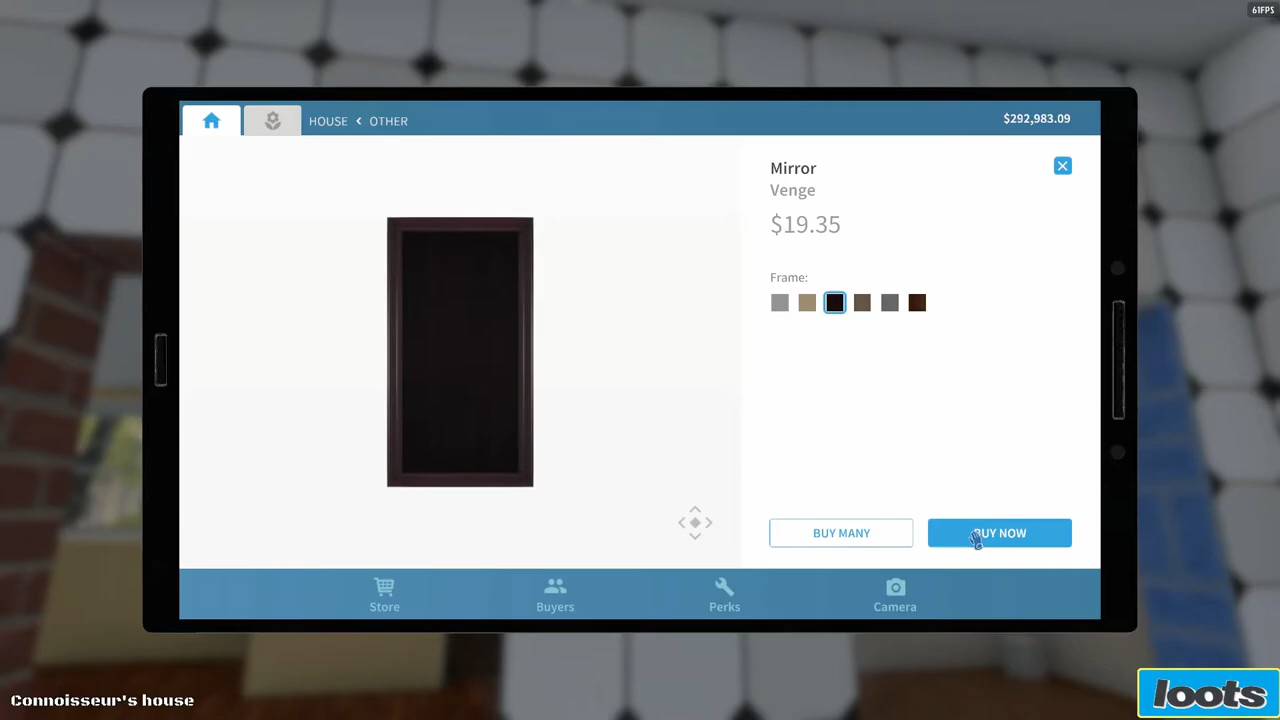 61FPS
HOUSE < OTHER
$292,983.09
Mirror
Venge
$19.35
Frame:
BUY MANY
BUY NOW
Store
Buyers
Perks
Camera
Connoisseur's house
loots